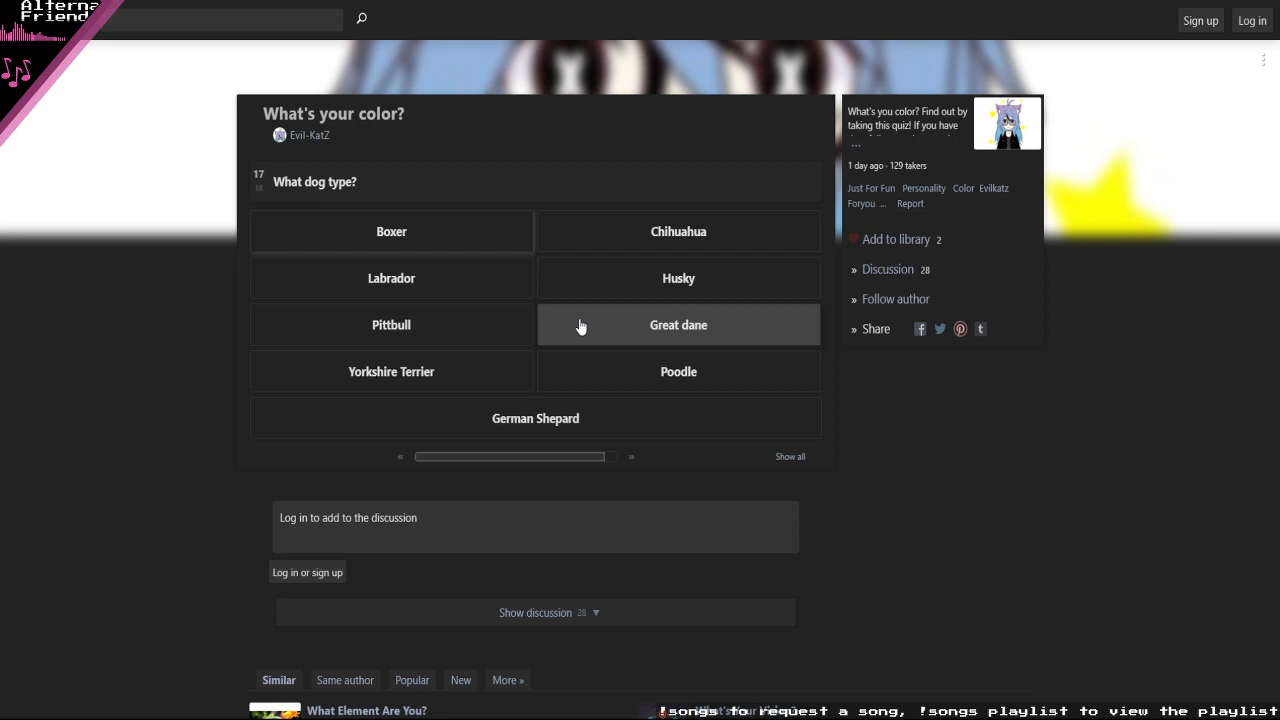 Alterna
Friend
Sign up
Log in
What's your color?
Evil-KatZ
17
18
What dog type?
Boxer
Chihuahua
Labrador
Husky
Pittbull
Great dane
Yorkshire Terrier
Poodle
German Shepard
«
»
Show all
What's you color? Find out by
taking this quiz! If you have
...
1 day ago · 129 takers
Just For Fun Personality Color Evilkatz
Foryou ... Report
Add to library 2
» Discussion 28
» Follow author
» Share
Log in to add to the discussion
Log in or sign up
Show discussion 28 ▼
Similar Same author Popular New More »
What Element Are You?
!songs to request a song, !songs playlist to view the playlist